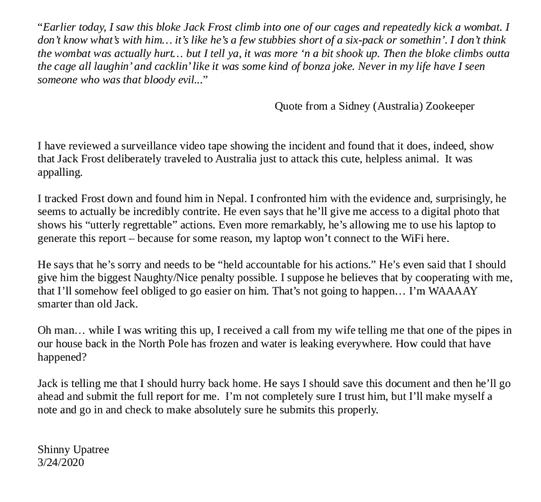 “Earlier today, I saw this bloke Jack Frost climb into one of our cages and repeatedly kick a wombat. I
don’t know what’s with him… it’s like he’s a few stubbies short of a six-pack or somethin’. I don’t think
the wombat was actually hurt… but I tell ya, it was more ‘n a bit shook up. Then the bloke climbs outta
the cage all laughin’ and cacklin’ like it was some kind of bonza joke. Never in my life have I seen
someone who was that bloody evil...”
Quote from a Sidney (Australia) Zookeeper
I have reviewed a surveillance video tape showing the incident and found that it does, indeed, show
that Jack Frost deliberately traveled to Australia just to attack this cute, helpless animal.  It was
appalling.
I tracked Frost down and found him in Nepal. I confronted him with the evidence and, surprisingly, he
seems to actually be incredibly contrite. He even says that he’ll give me access to a digital photo that
shows his “utterly regrettable” actions. Even more remarkably, he’s allowing me to use his laptop to
generate this report – because for some reason, my laptop won’t connect to the WiFi here.
He says that he’s sorry and needs to be “held accountable for his actions.” He’s even said that I should
give him the biggest Naughty/Nice penalty possible. I suppose he believes that by cooperating with me,
that I’ll somehow feel obliged to go easier on him. That’s not going to happen… I’m WAAAAY
smarter than old Jack.
Oh man… while I was writing this up, I received a call from my wife telling me that one of the pipes in
our house back in the North Pole has frozen and water is leaking everywhere. How could that have
happened?
Jack is telling me that I should hurry back home. He says I should save this document and then he’ll go
ahead and submit the full report for me.  I’m not completely sure I trust him, but I’ll make myself a
note and go in and check to make absolutely sure he submits this properly.
Shinny Upatree
3/24/2020